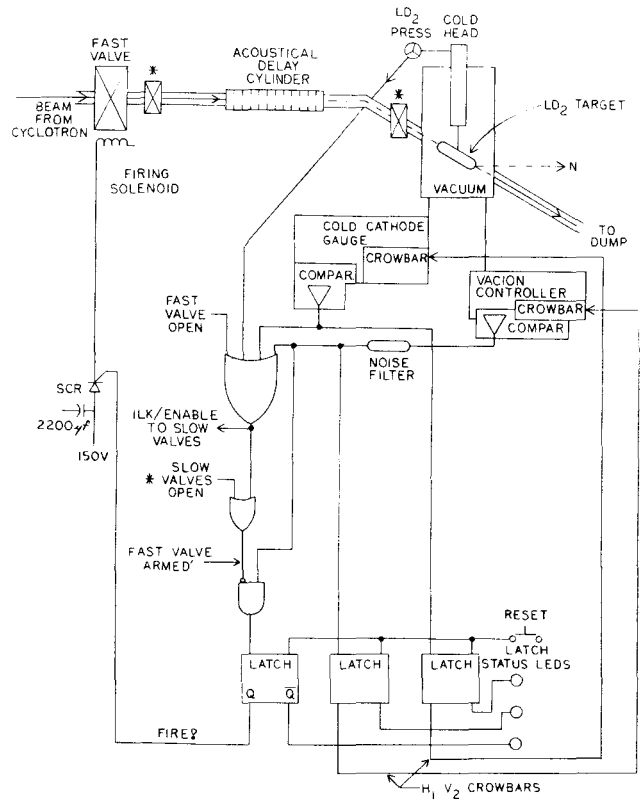 LD2
PRESS
COLD
HEAD
FAST
VALVE
*
ACOUSTICAL
DELAY
CYLINDER
*
BEAM
FROM
CYCLOTRON
LD2 TARGET
FIRING
SOLENOID
N
VACUUM
TO
DUMP
COLD CATHODE
GAUGE
CROWBAR
COMPAR
VACION
CONTROLLER
CROWBAR
COMPAR
FAST
VALVE
OPEN
NOISE
FILTER
SCR
2200μf
150V
ILK/ENABLE
TO SLOW
VALVES
SLOW
* VALVES
OPEN
FAST VALVE
ARMED'
RESET
LATCH
LATCH
LATCH
LATCH
STATUS LEDS
Q
Q̅
FIRE!
H1 V2 CROWBARS